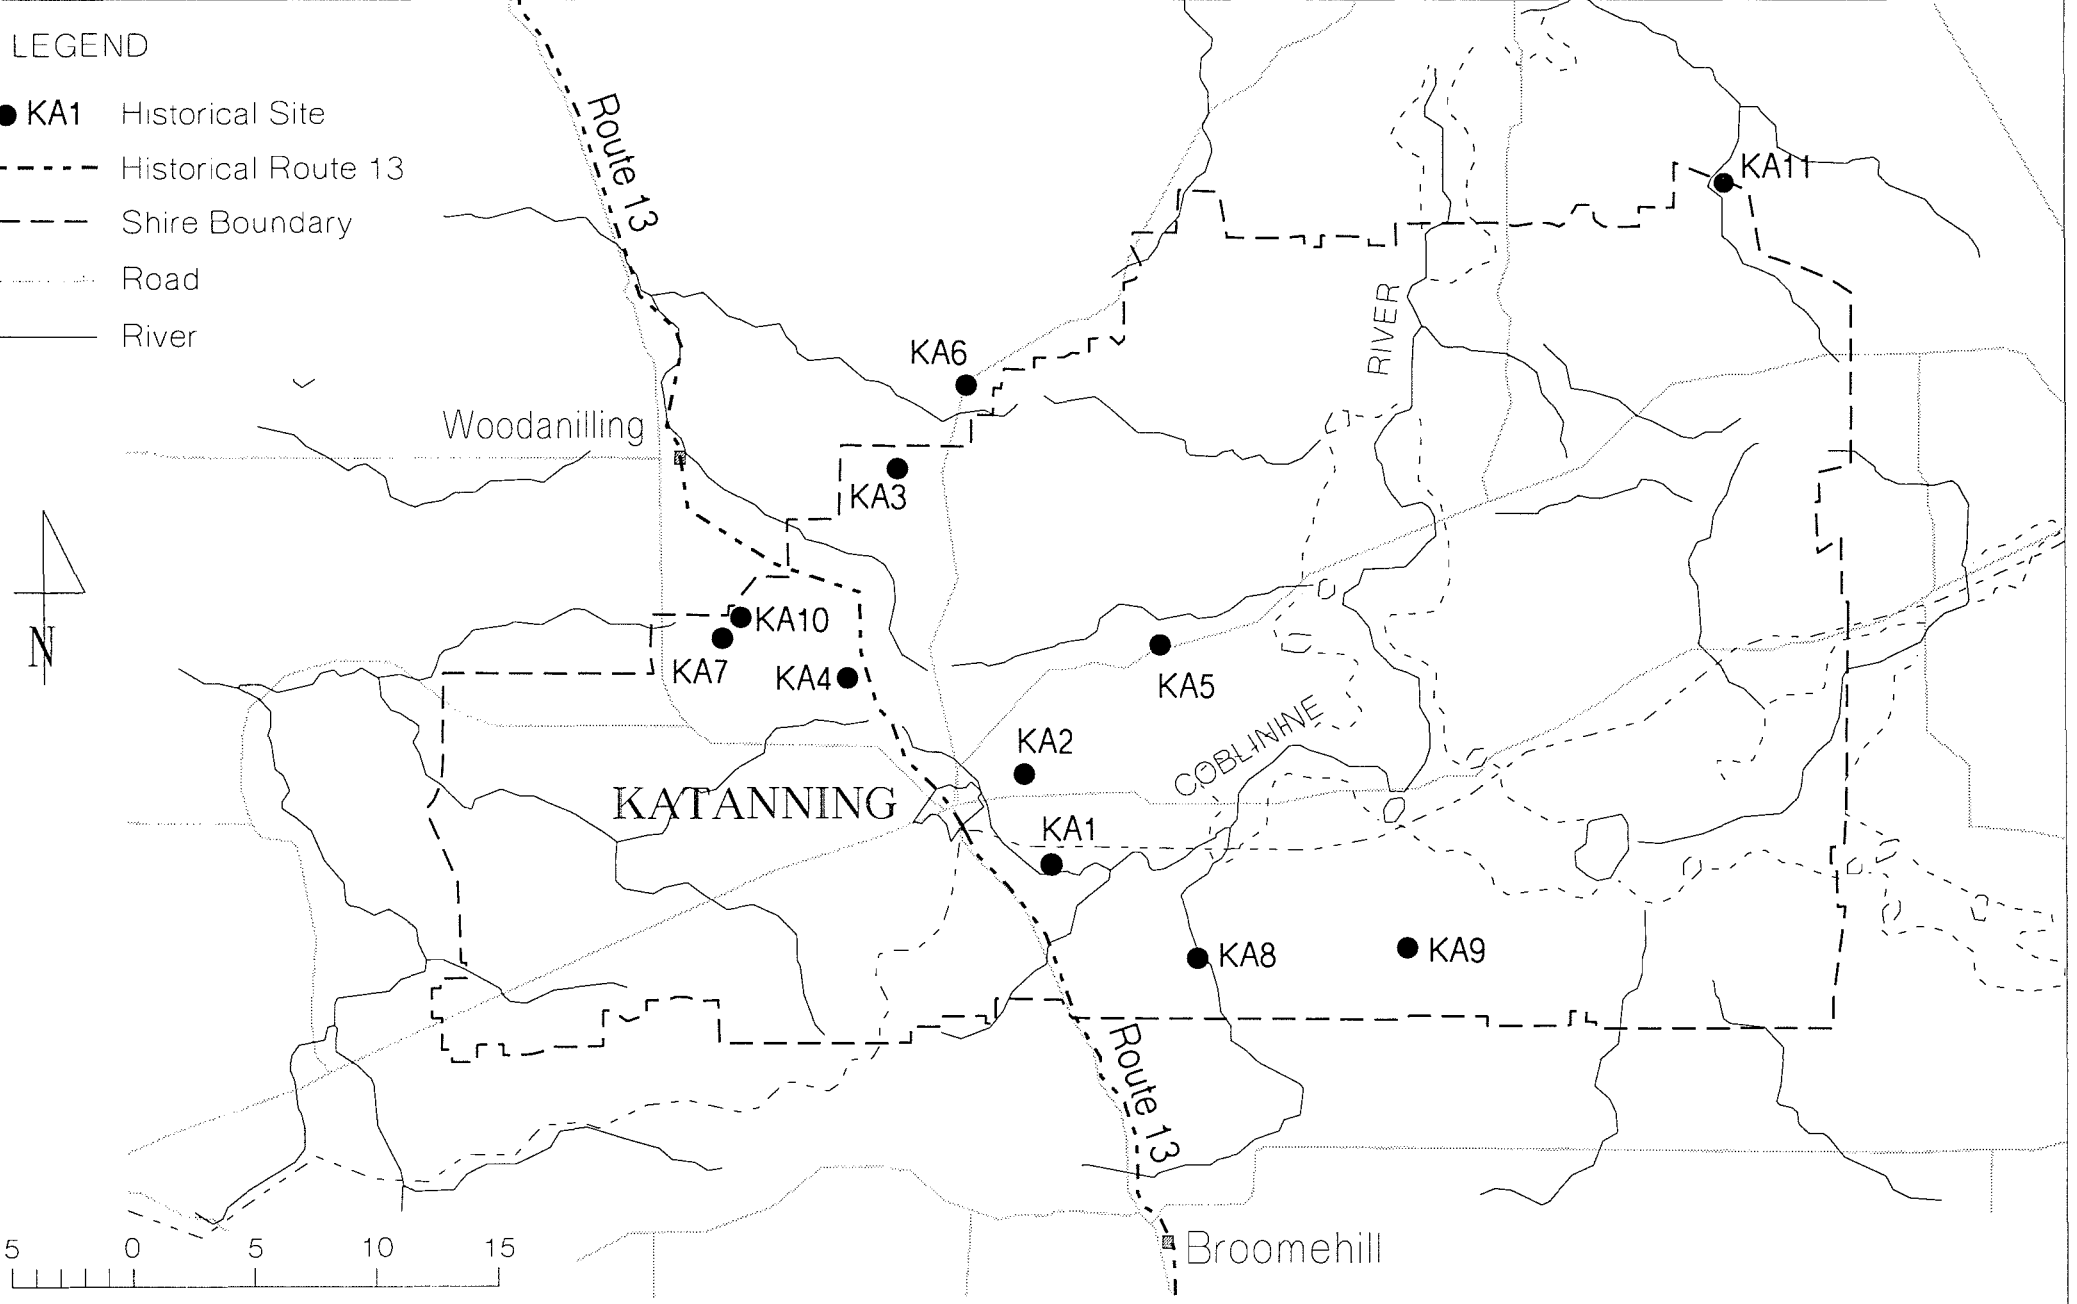 LEGEND
KA1 Historical Site
Historical Route 13
Shire Boundary
Road
River
Route 13
KA11
RIVER
KA6
Woodanilling
KA3
N
KA10
KA7
KA4
KA5
COBLININE
KA2
KATANNING
KA1
KA8
KA9
Route 13
Broomehill
5 0 5 10 15